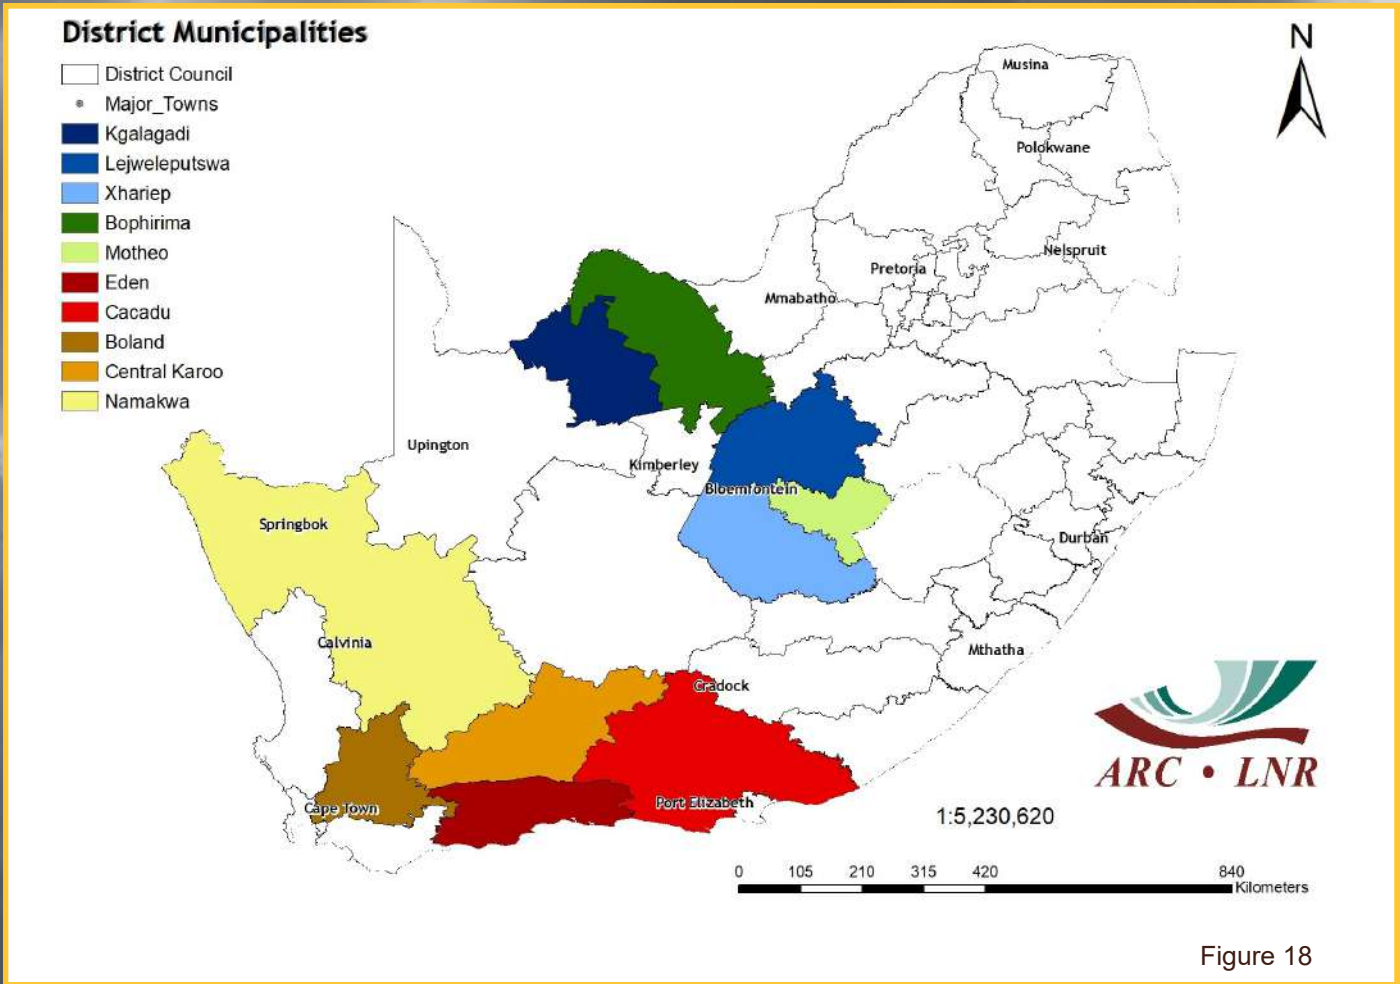 District Municipalities
District Council
Major_Towns
Kgalagadi
Lejweleputswa
Xhariep
Bophirima
Motheo
Eden
Cacadu
Boland
Central Karoo
Namakwa
N
Musina
Polokwane
Nelspruit
Pretoria
Mmabatho
Upington
Kimberley
Bloemfontein
Springbok
Durban
Calvinia
Mthatha
Cradock
Cape Town
Port Elizabeth
ARC • LNR
1:5,230,620
0 105 210 315 420 840
Kilometers
Figure 18